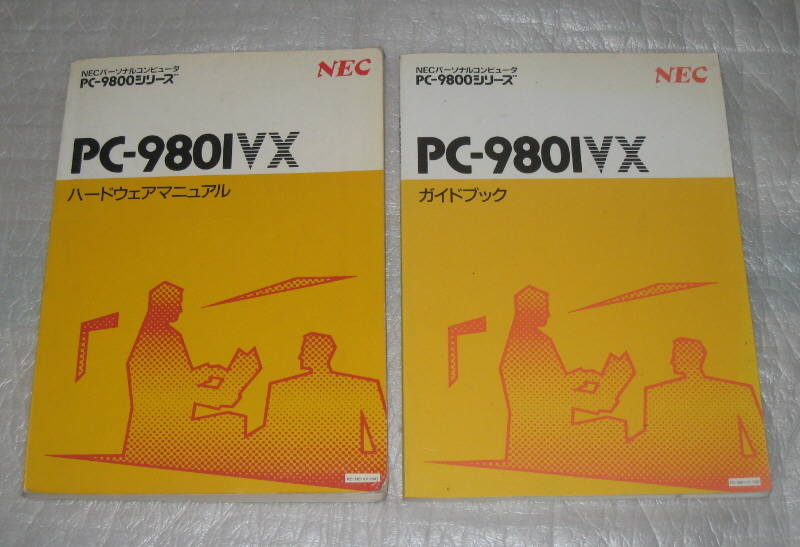 NECパーソナルコンピュータ
PC-9800シリーズ
NEC
PC-9801VX
ハードウェアマニュアル
NECパーソナルコンピュータ
PC-9800シリーズ
NEC
PC-9801VX
ガイドブック